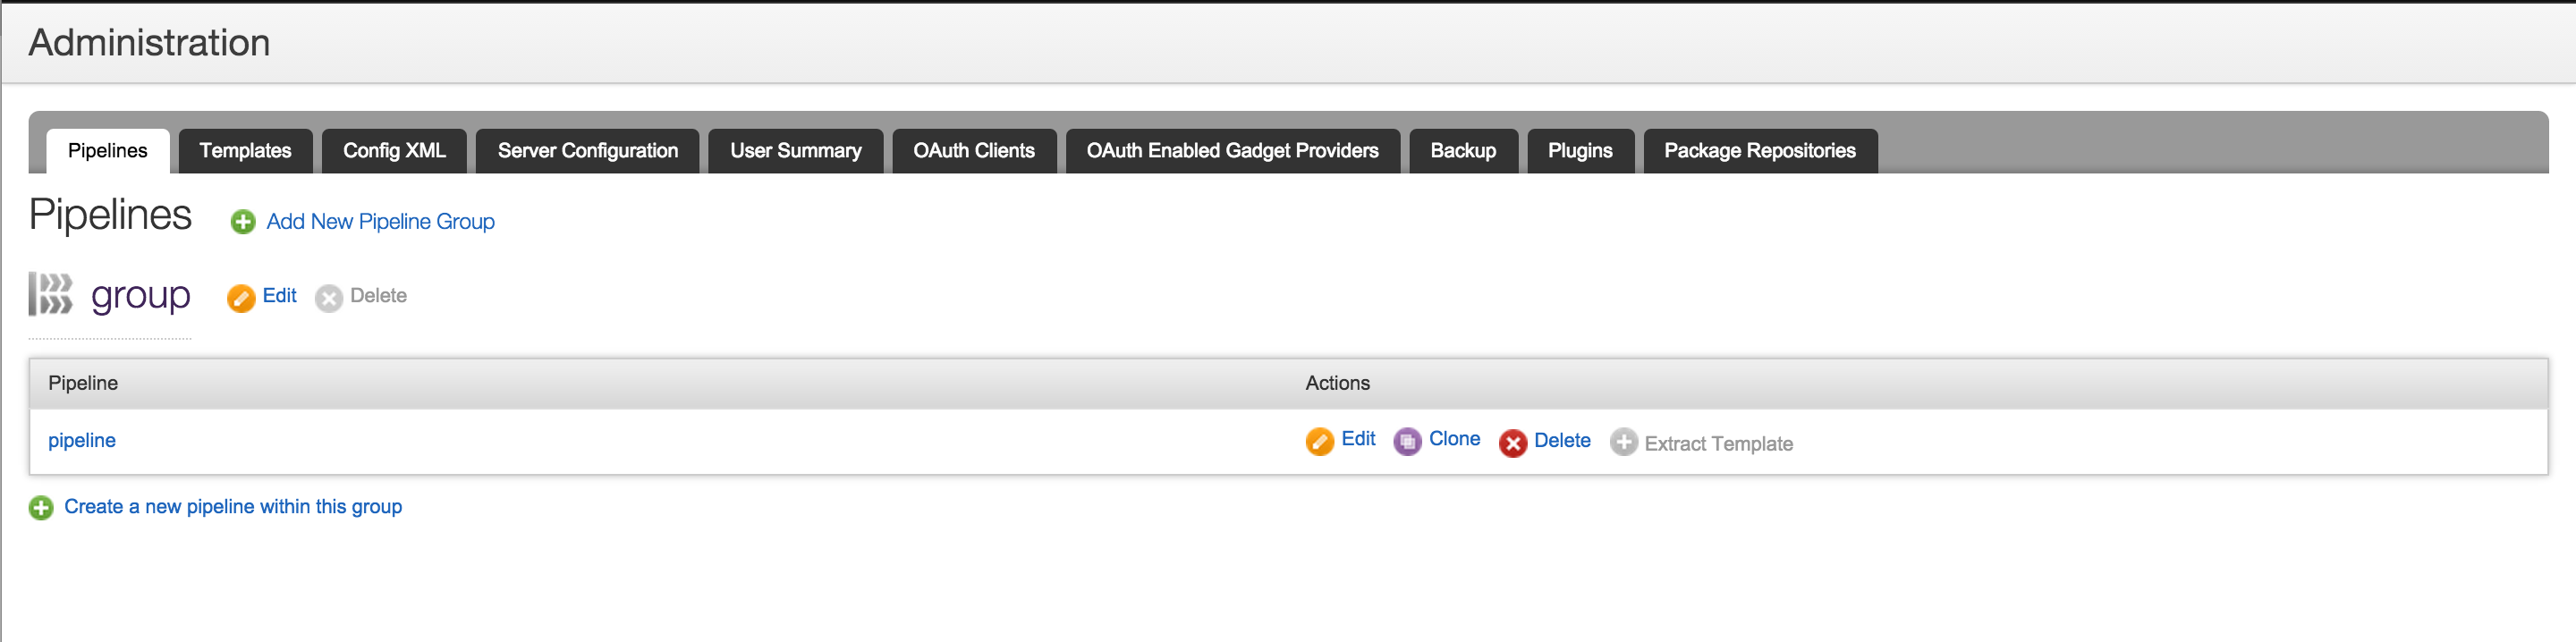 Administration
Pipelines Templates Config XML Server Configuration User Summary OAuth Clients OAuth Enabled Gadget Providers Backup Plugins Package Repositories
Pipelines Add New Pipeline Group
group Edit Delete
Pipeline Actions
pipeline Edit Clone Delete Extract Template
Create a new pipeline within this group